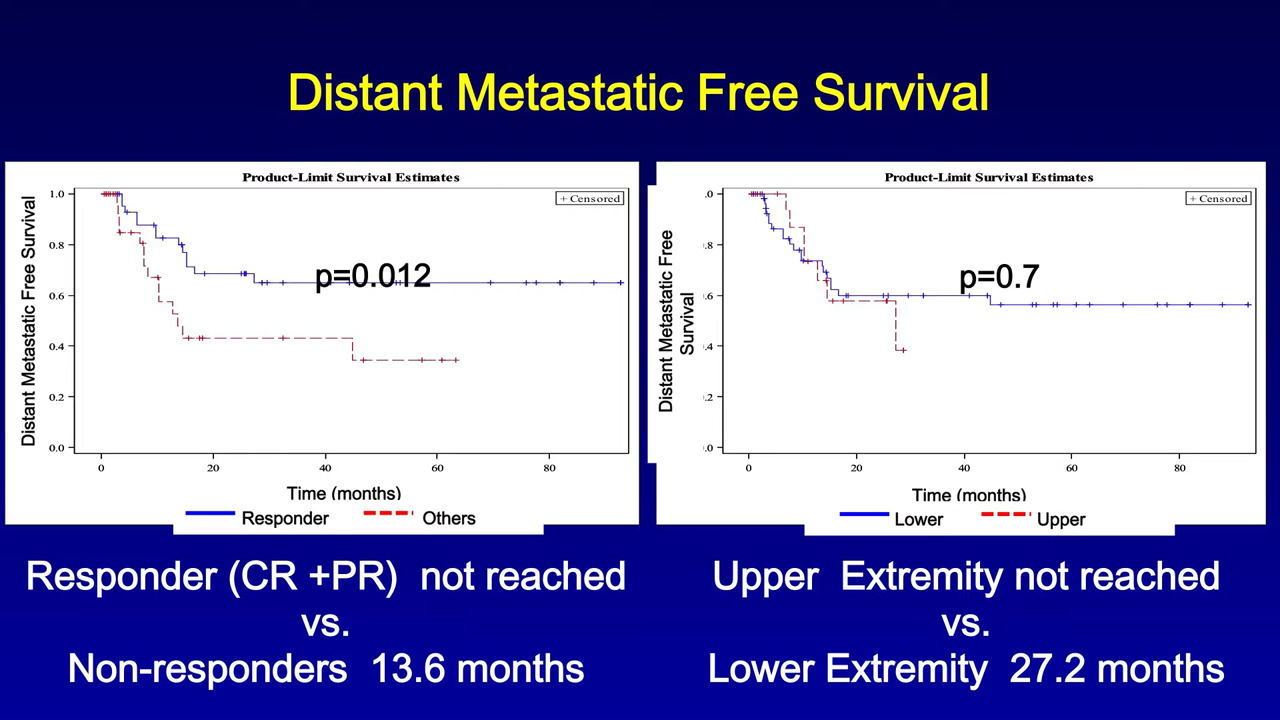 Distant Metastatic Free Survival
Product-Limit Survival Estimates
+ Censored
Distant Metastatic Free Survival
1.0
0.8
0.6
0.4
0.2
0.0
p=0.012
0 20 40 60 80
Time (months)
Responder Others
Product-Limit Survival Estimates
+ Censored
Distant Metastatic Free
Survival
.0
.8
.6
.4
.2
.0
p=0.7
0 20 40 60 80
Time (months)
Lower Upper
Responder (CR +PR) not reached
vs.
Non-responders 13.6 months
Upper Extremity not reached
vs.
Lower Extremity 27.2 months